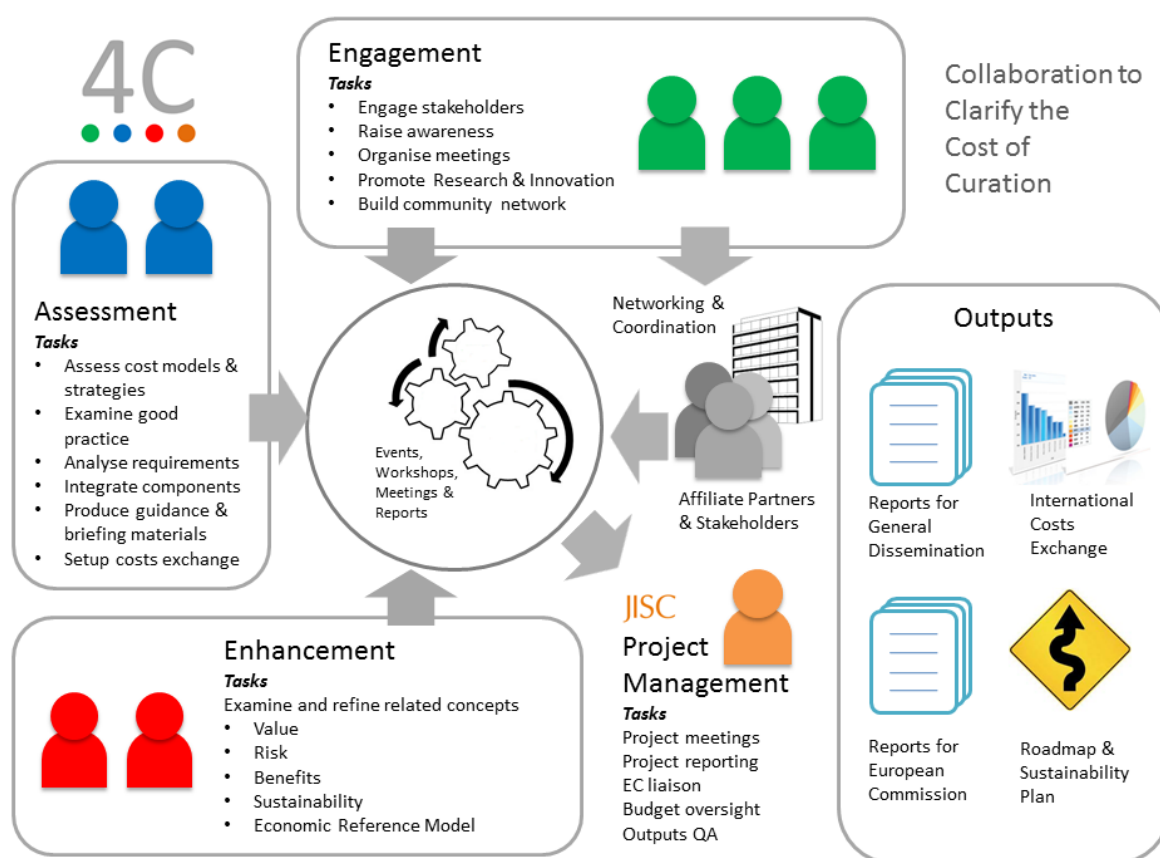 4C
Engagement
Tasks
• Engage stakeholders
• Raise awareness
• Organise meetings
• Promote Research & Innovation
• Build community network
Collaboration to
Clarify the
Cost of
Curation
Assessment
Tasks
• Assess cost models &
strategies
• Examine good
practice
• Analyse requirements
• Integrate components
• Produce guidance &
briefing materials
• Setup costs exchange
Events,
Workshops,
Meetings &
Reports
Networking &
Coordination
Affiliate Partners
& Stakeholders
Enhancement
Tasks
Examine and refine related concepts
• Value
• Risk
• Benefits
• Sustainability
• Economic Reference Model
JISC
Project
Management
Tasks
Project meetings
Project reporting
EC liaison
Budget oversight
Outputs QA
Outputs
Reports for
General
Dissemination
International
Costs
Exchange
Reports for
European
Commission
Roadmap &
Sustainability
Plan